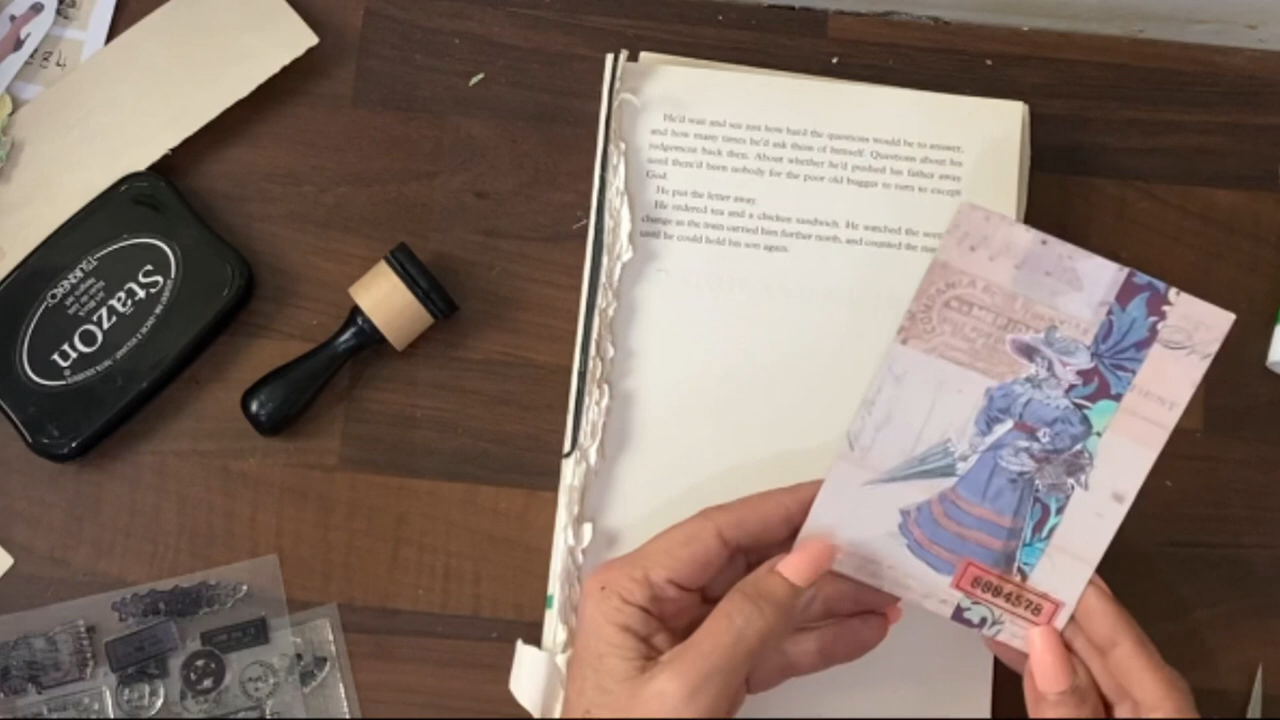 384
He'd wait and see just how hard the questions would be to answer,
and how many times he'd ask them of himself. Questions about his
judgement back then. About whether he'd pushed his father away
until there'd been nobody for the poor old bugger to turn to except
God.
He put the letter away.
He ordered tea and a chicken sandwich. He watched the
change as the train carried him further north, and counted the
until he could hold his son again.
StazOn
TSUKINEKO
COMPANIA
0004578